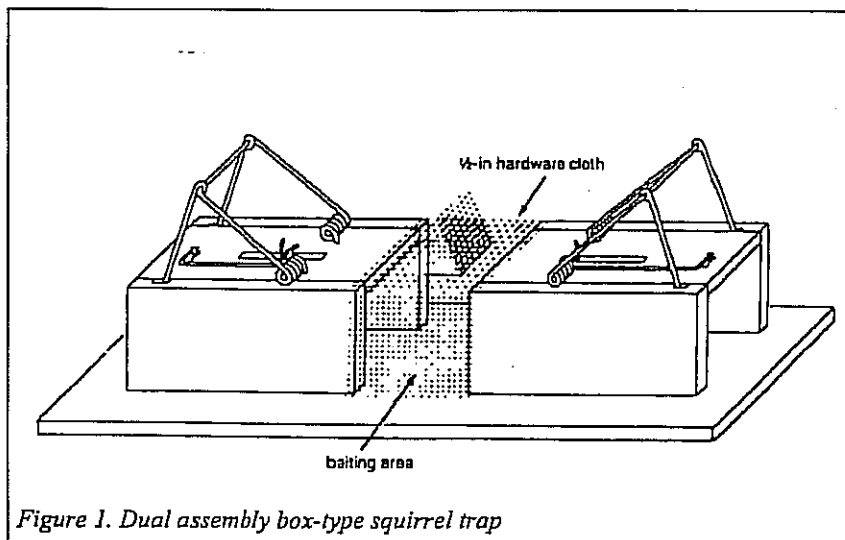 ½-in hardware cloth
baiting area
Figure 1. Dual assembly box-type squirrel trap